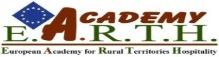 ACADEMY
E.A.R.T.H.
European Academy for Rural Territories Hospitality